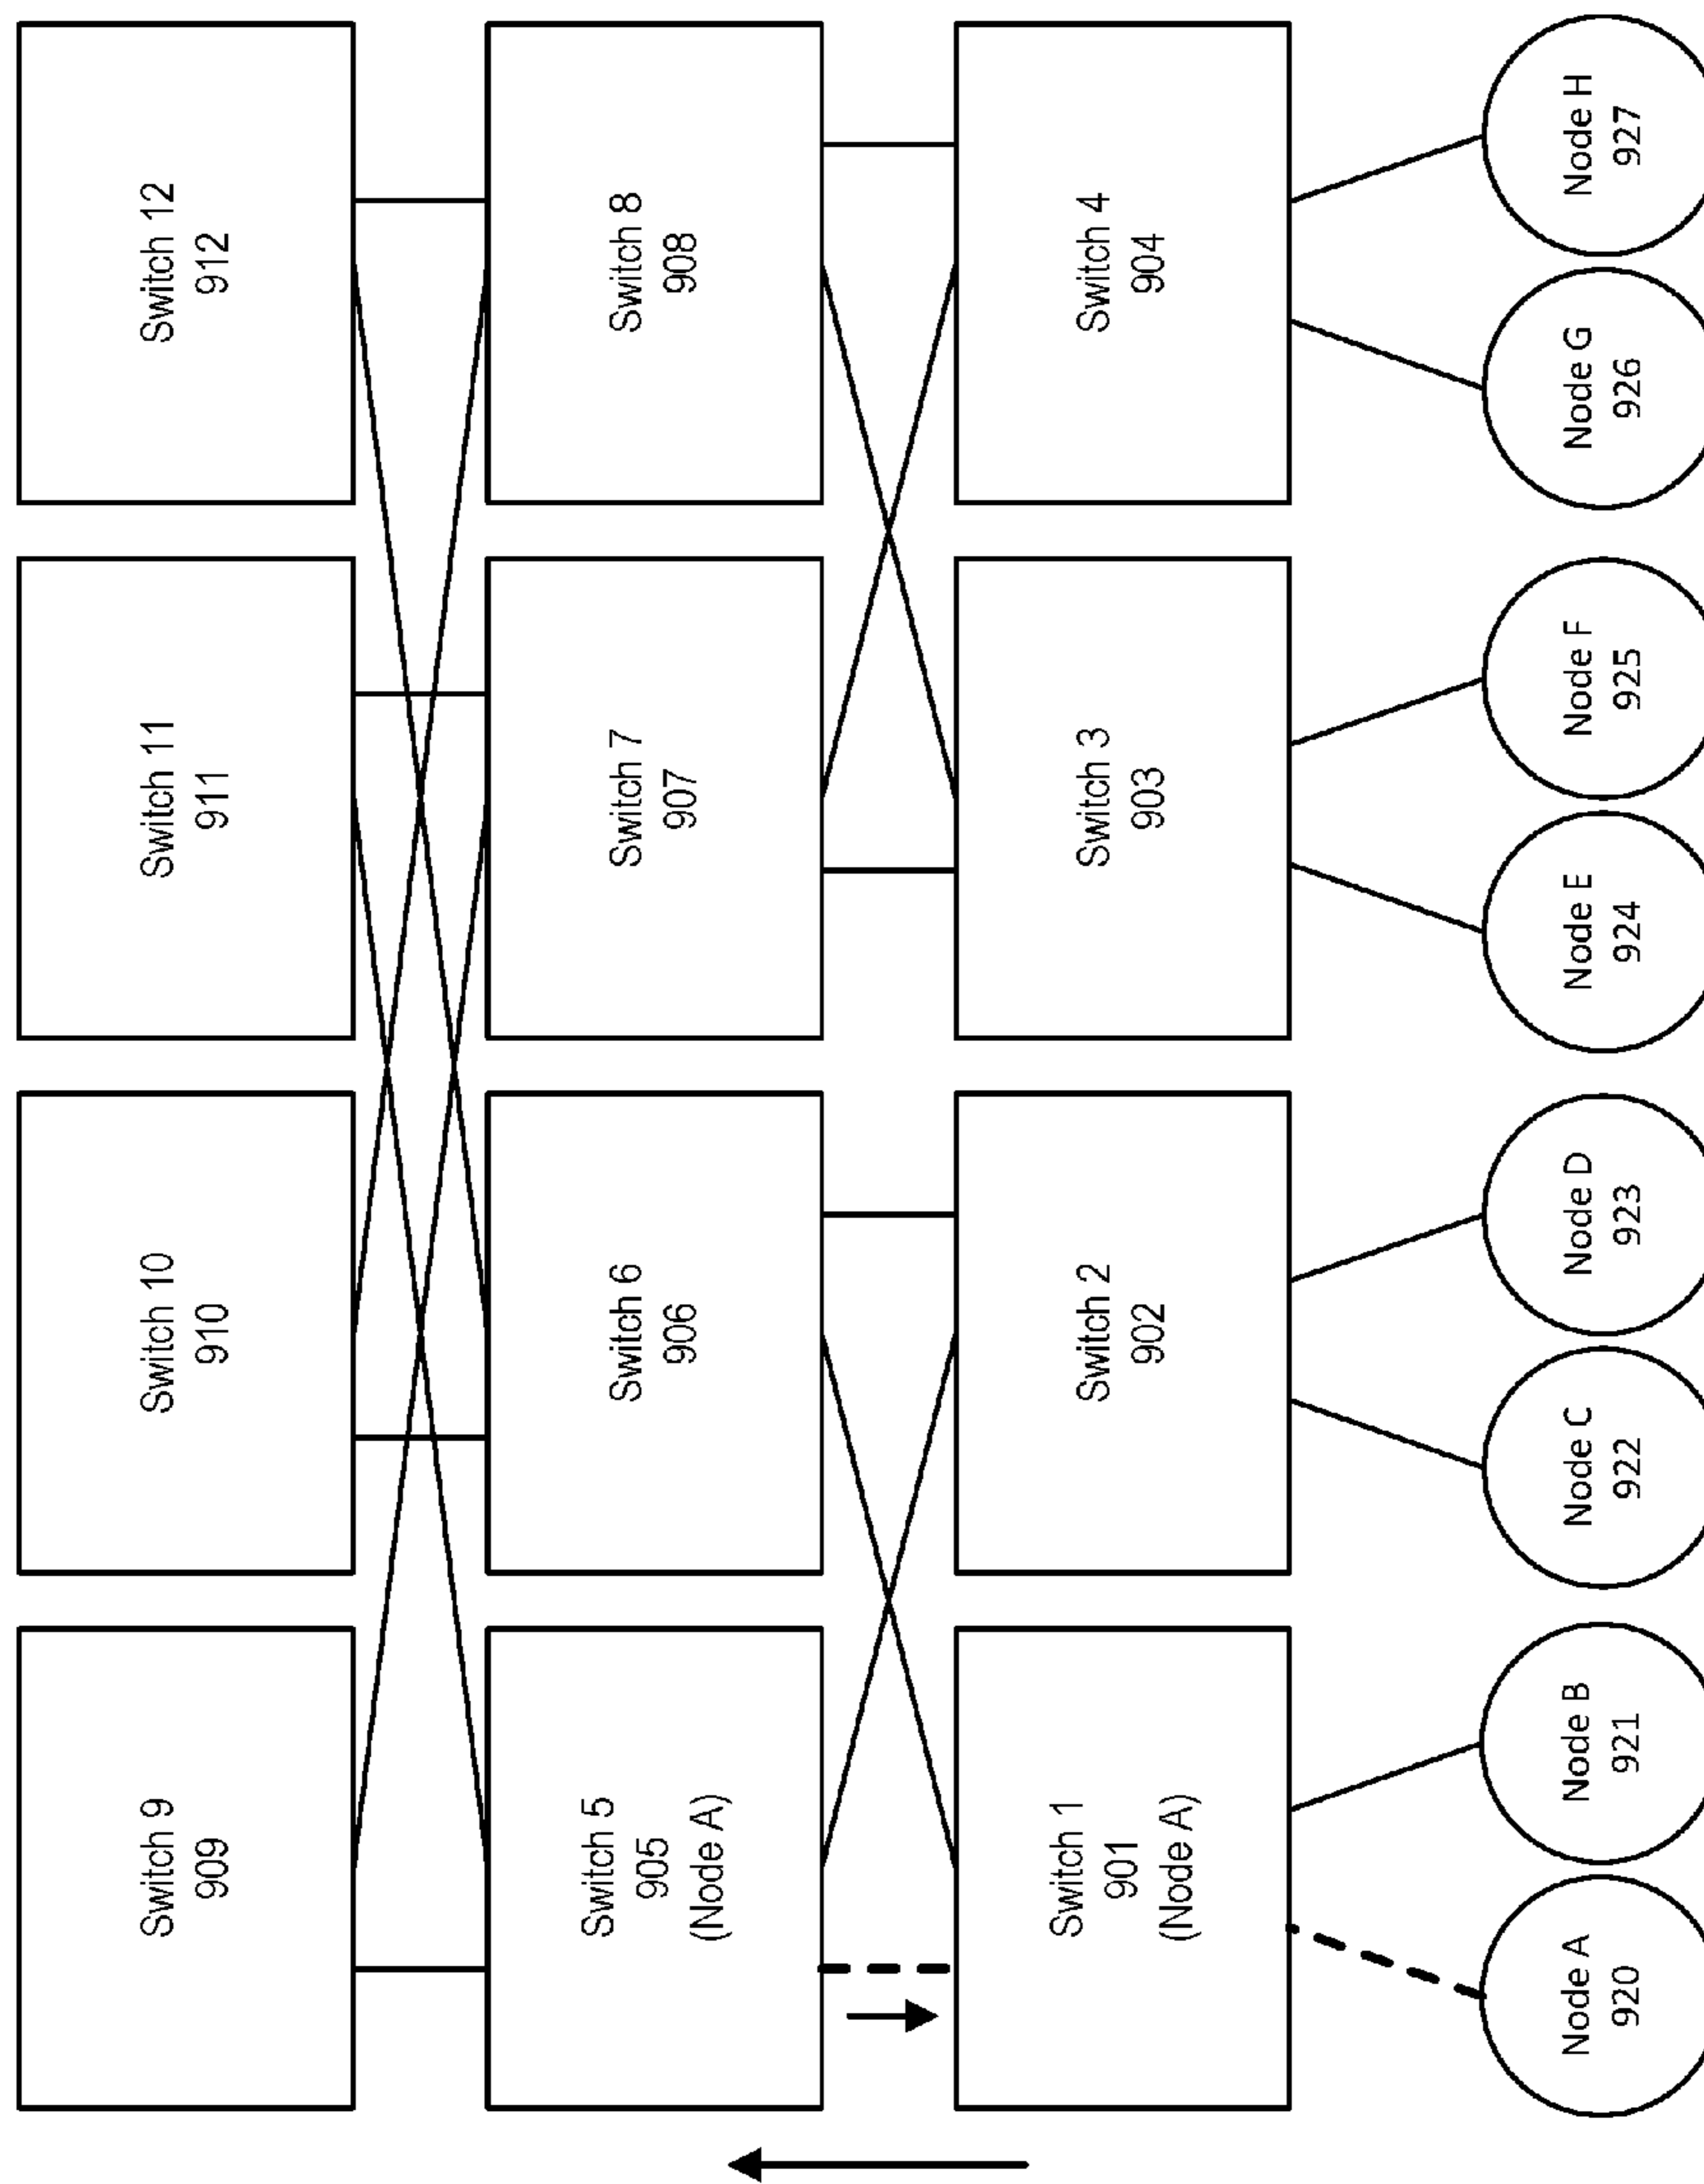 Switch 9
909
Switch 10
910
Switch 11
911
Switch 12
912
Switch 5
905
(Node A)
Switch 6
906
Switch 7
907
Switch 8
908
Switch 1
901
(Node A)
Switch 2
902
Switch 3
903
Switch 4
904
Node A
920
Node B
921
Node C
922
Node D
923
Node E
924
Node F
925
Node G
926
Node H
927